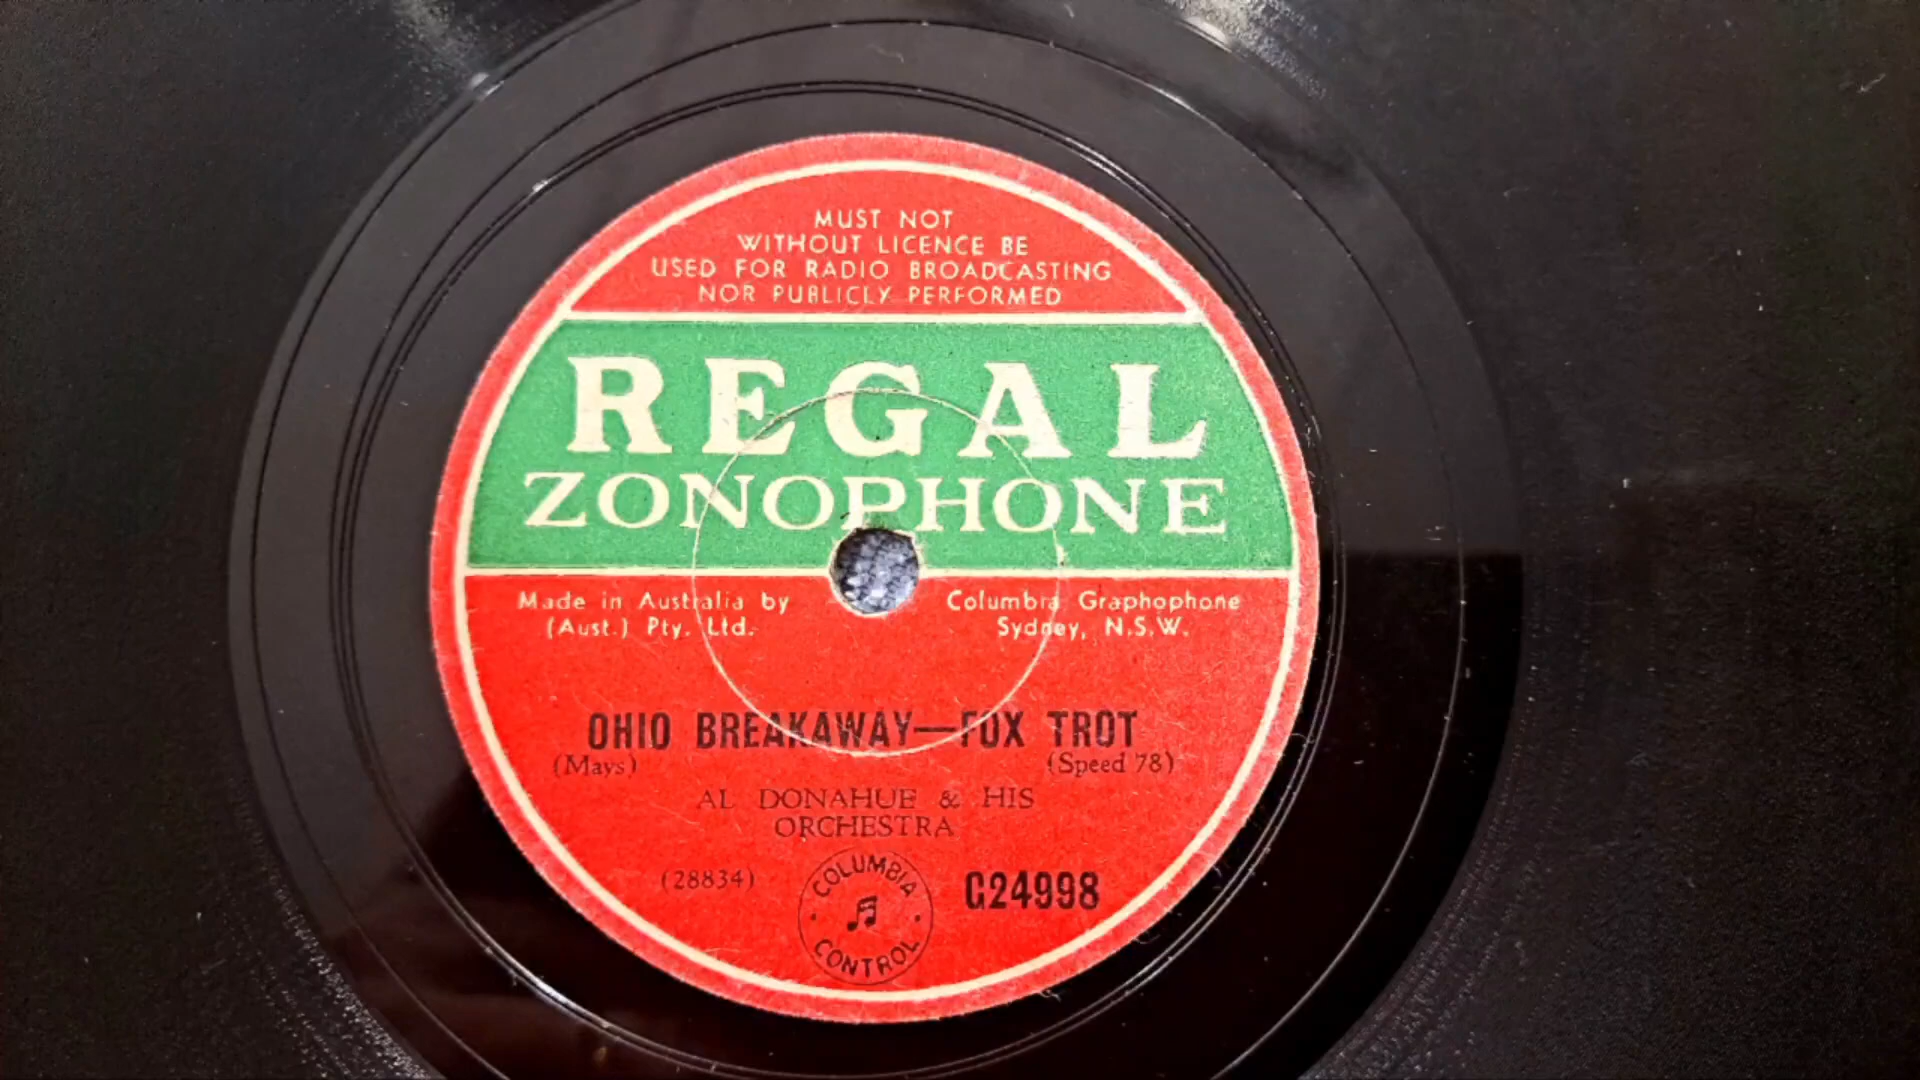 MUST NOT
WITHOUT LICENCE BE
USED FOR RADIO BROADCASTING
NOR PUBLICLY PERFORMED
REGAL
ZONOPHONE
Made in Australia by Columbia Graphophone
(Aust.) Pty. Ltd. Sydney, N.S.W.
OHIO BREAKAWAY—FOX TROT
(Mays) (Speed 78)
AL DONAHUE & HIS
ORCHESTRA
(28834) G24998
COLUMBIA
CONTROL